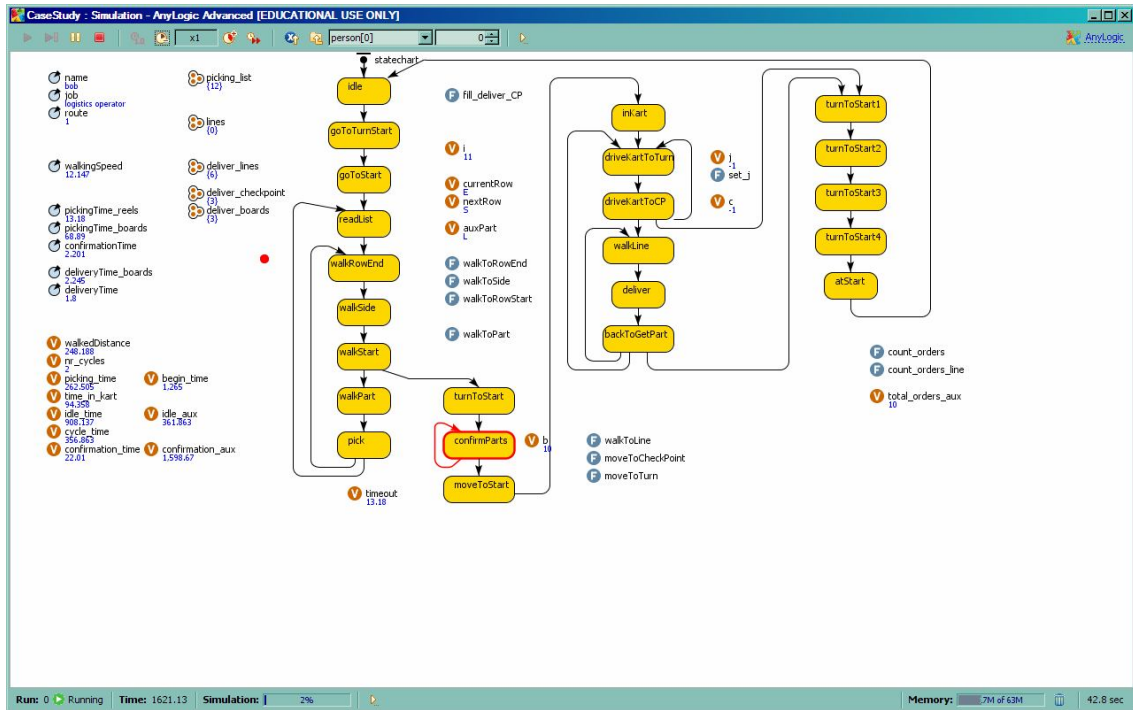 CaseStudy : Simulation - AnyLogic Advanced [EDUCATIONAL USE ONLY]
x1
person[0]
0
AnyLogic
name
bob
job
logistics operator
route
1
walkingSpeed
12.147
pickingTime_reels
13.18
pickingTime_boards
68.89
confirmationTime
2.201
deliveryTime_boards
2.245
deliveryTime
1.8
picking_list
{12}
lines
{0}
deliver_lines
{6}
deliver_checkpoint
{3}
deliver_boards
{3}
walkedDistance
248.188
nr_cycles
2
picking_time
262.505
time_in_kart
94.358
idle_time
908.137
cycle_time
356.863
confirmation_time
22.01
begin_time
1,265
idle_aux
361.863
confirmation_aux
1,598.67
statechart
idle
goToTurnStart
goToStart
readList
walkRowEnd
walkSide
walkStart
walkPart
pick
timeout
13.18
turnToStart
confirmParts
moveToStart
b
10
fill_deliver_CP
i
11
currentRow
E
nextRow
S
auxPart
L
walkToRowEnd
walkToSide
walkToRowStart
walkToPart
inKart
driveKartToTurn
driveKartToCP
walkLine
deliver
backToGetPart
j
-1
set_j
c
-1
walkToLine
moveToCheckPoint
moveToTurn
turnToStart1
turnToStart2
turnToStart3
turnToStart4
atStart
count_orders
count_orders_line
total_orders_aux
10
Run: 0 Running Time: 1621.13 Simulation: 2% Memory: 7M of 63M 42.8 sec